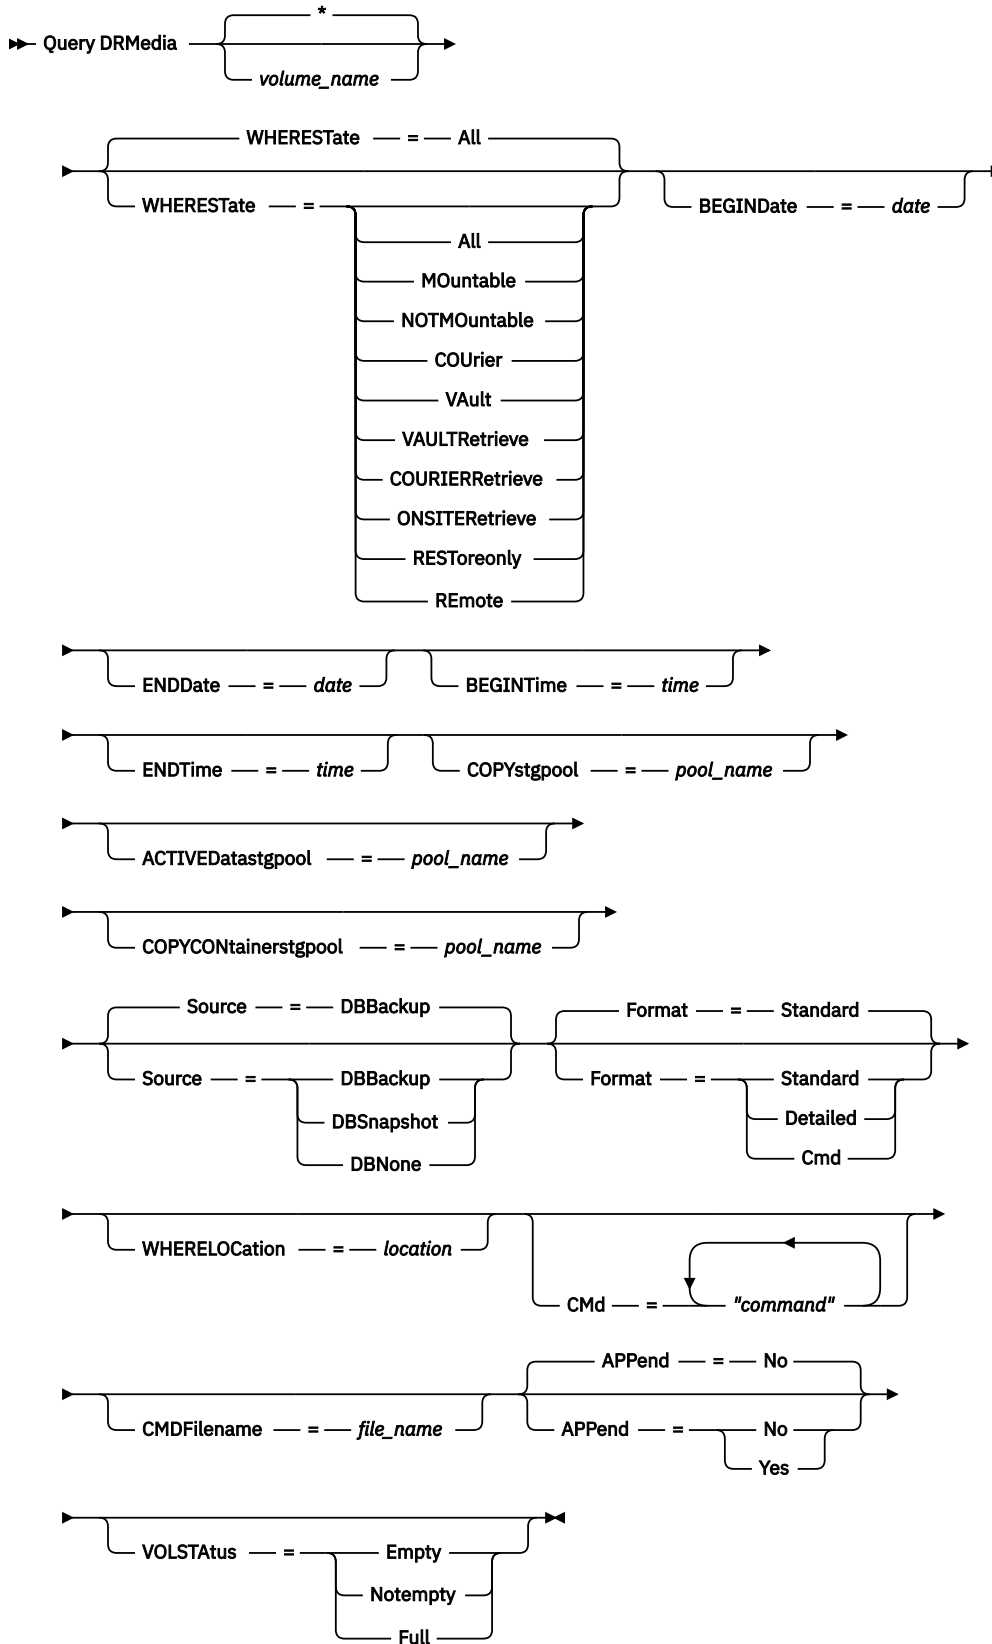 *
Query DRMedia
volume_name
WHERESTate = All
WHERESTate =
BEGINDate = date
All
MOuntable
NOTMOuntable
COUrier
VAult
VAULTRetrieve
COURIERRetrieve
ONSITERetrieve
RESToreonly
REmote
ENDDate = date BEGINTime = time
ENDTime = time COPYstgpool = pool_name
ACTIVEDatastgpool = pool_name
COPYCONtainerstgpool = pool_name
Source = DBBackup Format = Standard
Source = DBBackup Format = Standard
DBSnapshot Detailed
DBNone Cmd
WHERELOCation = location
CMd = "command"
APPend = No
CMDFilename = file_name APPend = No
Yes
VOLSTAtus = Empty
Notempty
Full